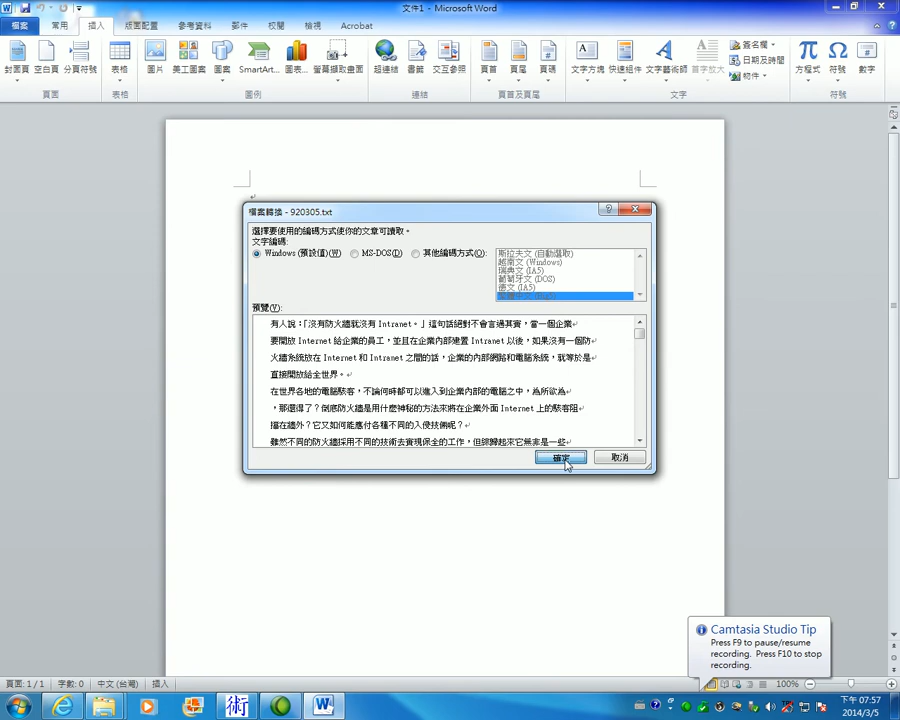 文件1 - Microsoft Word
檔案 常用 插入 版面配置 參考資料 郵件 校閱 檢視 Acrobat
封面頁 空白頁 分頁符號 表格 圖片 美工圖案 圖案 SmartArt... 圖表... 螢幕擷取畫面 超連結 書籤 交互參照 頁首 頁尾 頁碼 文字方塊 快速組件 文字藝術師 首字放大 方程式 符號 數字
簽名欄
日期及時間
物件
頁面 表格 圖例 連結 頁首及頁尾 文字 符號
檔案轉換 - 920305.txt
選擇要使用的編碼方式使你的文章可讀取。
文字編碼:
Windows (預設值)(W) MS-DOS(D) 其他編碼方式(O):
斯拉夫文 (自動選取)
越南文 (Windows)
瑞典文 (IA5)
葡萄牙文 (DOS)
德文 (IA5)
預覽(V):
有人說：「沒有防火牆就沒有 Intranet。」這句話絕對不會言過其實，當一個企業
要開放 Internet 給企業的員工，並且在企業內部建置 Intranet 以後，如果沒有一個防
火牆系統放在 Internet 和 Intranet 之間的話，企業的內部網路和電腦系統，就等於是
直接開放給全世界。
在世界各地的電腦駭客，不論何時都可以進入到企業內部的電腦之中，為所欲為
，那還得了？倒底防火牆是用什麼神秘的方法來將在企業外面 Internet 上的駭客阻
擋在牆外？它又如何能應付各種不同的入侵技倆呢？
雖然不同的防火牆採用不同的技術去實現保全的工作，但歸歸起來它無非是一些
確定 取消
Camtasia Studio Tip
Press F9 to pause/resume
recording. Press F10 to stop
recording.
頁面: 1 / 1 字數: 0 中文 (台灣) 插入 100%
術
下午 07:57
2014/3/5